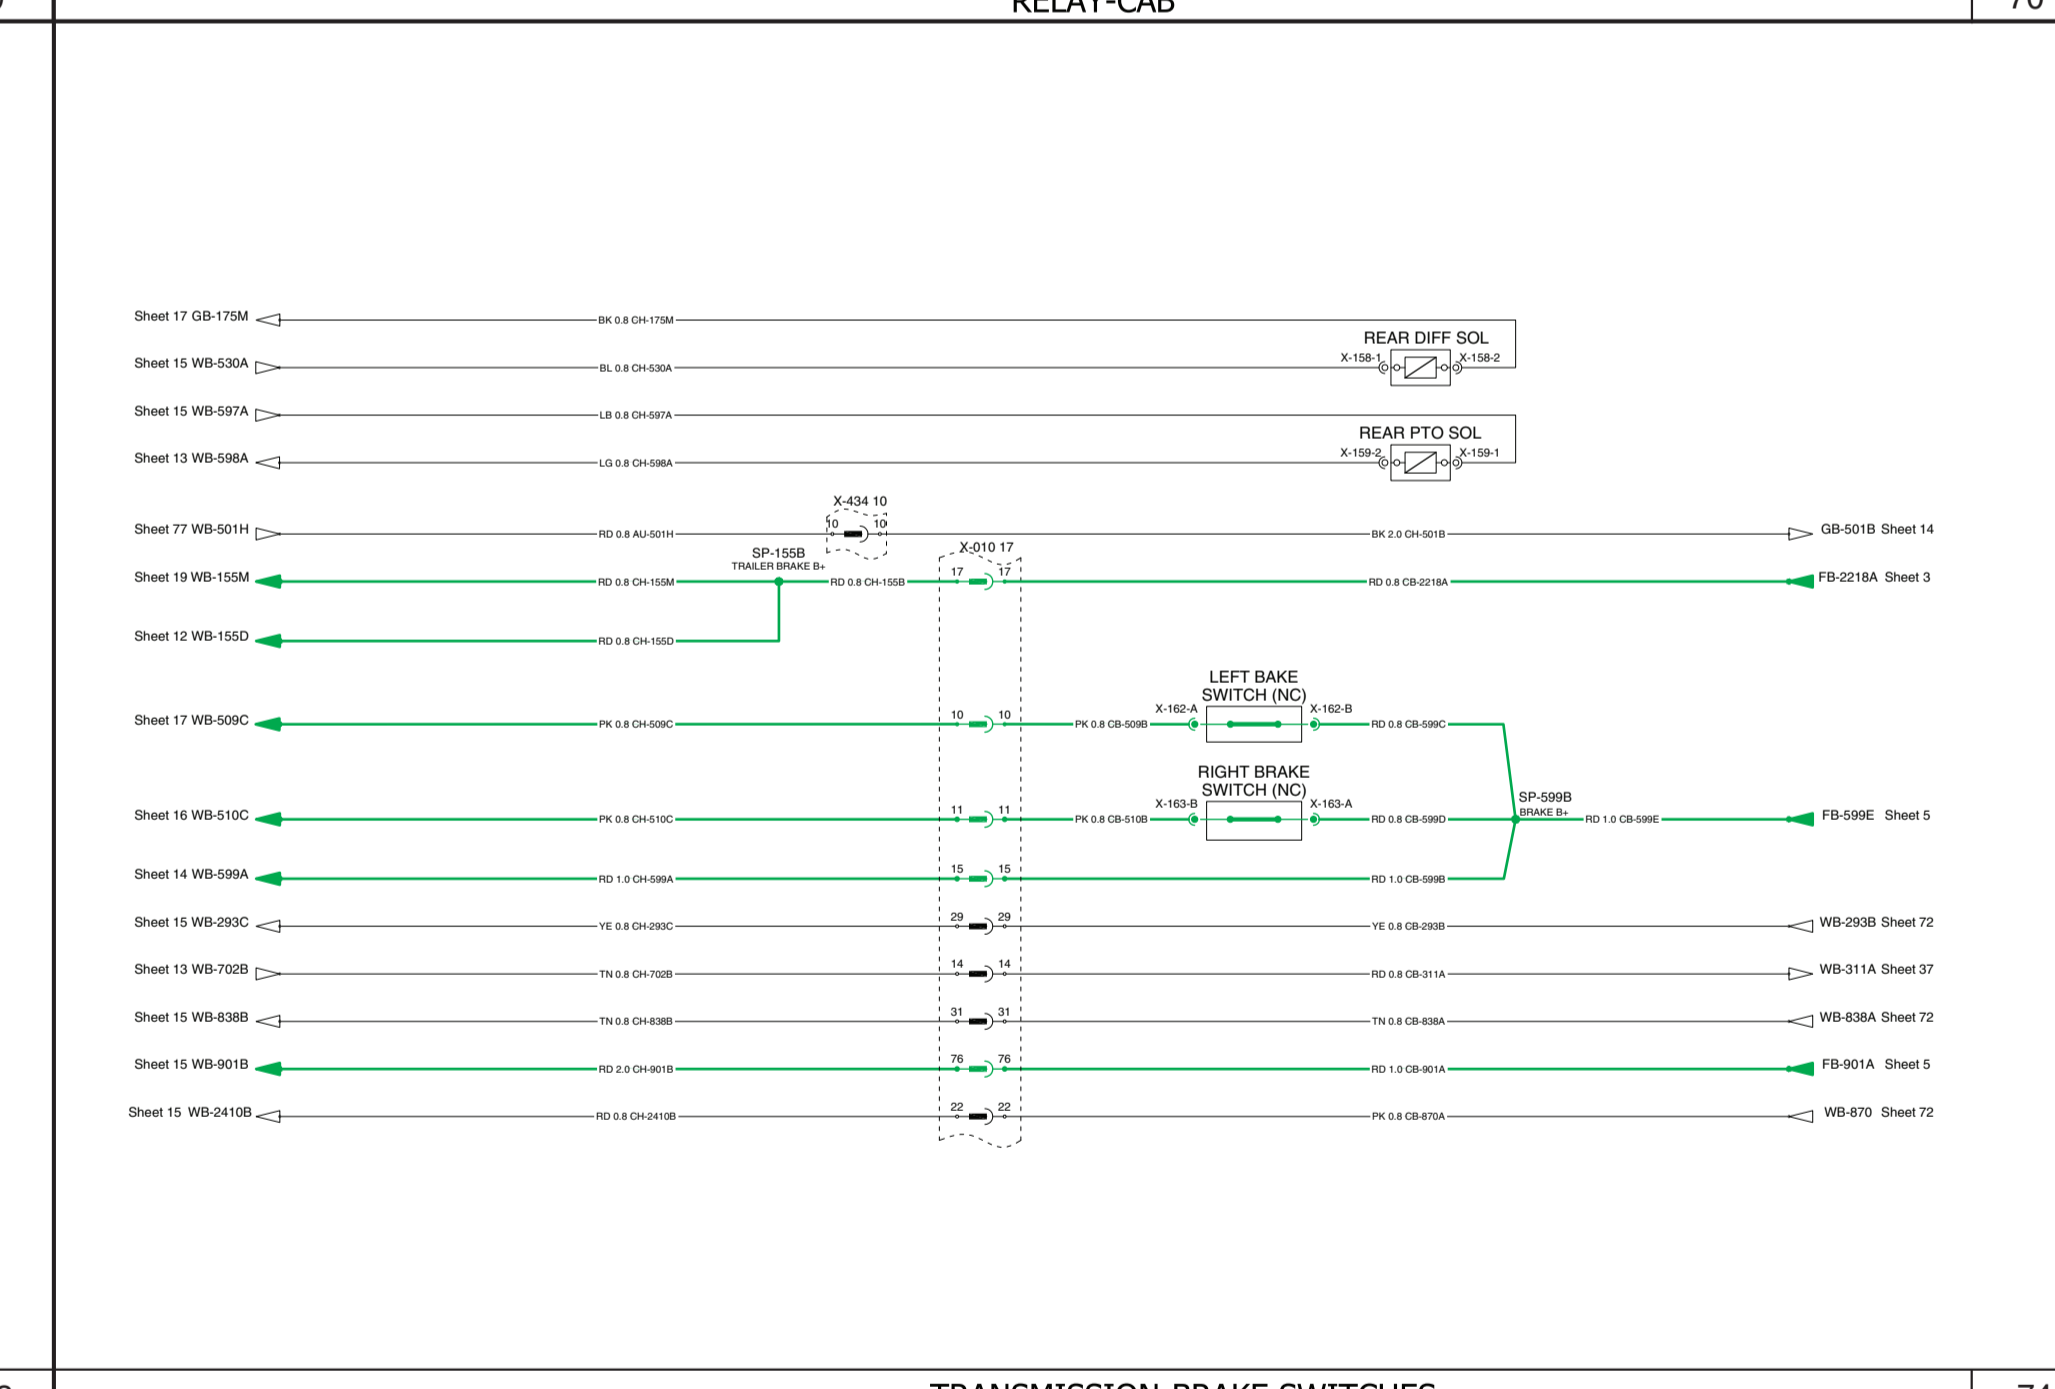 RELAY-CAB 70
Sheet 17 GB-175M BK 0.8 CH-175M
REAR DIFF SOL
Sheet 15 WB-530A BL 0.8 CH-530A X-158-1 X-158-2
Sheet 15 WB-597A LB 0.8 CH-597A
REAR PTO SOL
Sheet 13 WB-598A LG 0.8 CH-598A X-159-2 X-159-1
X-434 10
10 10
Sheet 77 WB-501H RD 0.8 AU-501H BK 2.0 CH-501B GB-501B Sheet 14
SP-155B
TRAILER BRAKE B+
X-010 17
17 17
Sheet 19 WB-155M RD 0.8 CH-155M RD 0.8 CH-155B RD 0.8 CB-2218A FB-2218A Sheet 3
Sheet 12 WB-155D RD 0.8 CH-155D
LEFT BAKE
SWITCH (NC)
X-162-A X-162-B
10 10
Sheet 17 WB-509C PK 0.8 CH-509C PK 0.8 CB-509B RD 0.8 CB-599C
RIGHT BRAKE
SWITCH (NC)
X-163-B X-163-A
SP-599B
BRAKE B+
11 11
Sheet 16 WB-510C PK 0.8 CH-510C PK 0.8 CB-510B RD 0.8 CB-599D RD 1.0 CB-599E FB-599E Sheet 5
15 15
Sheet 14 WB-599A RD 1.0 CH-599A RD 1.0 CB-599B
29 29
Sheet 15 WB-293C YE 0.8 CH-293C YE 0.8 CB-293B WB-293B Sheet 72
14 14
Sheet 13 WB-702B TN 0.8 CH-702B RD 0.8 CB-311A WB-311A Sheet 37
31 31
Sheet 15 WB-838B TN 0.8 CH-838B TN 0.8 CB-838A WB-838A Sheet 72
76 76
Sheet 15 WB-901B RD 2.0 CH-901B RD 1.0 CB-901A FB-901A Sheet 5
22 22
Sheet 15 WB-2410B RD 0.8 CH-2410B PK 0.8 CB-870A WB-870 Sheet 72
TRANSMISSION-BRAKE SWITCHES